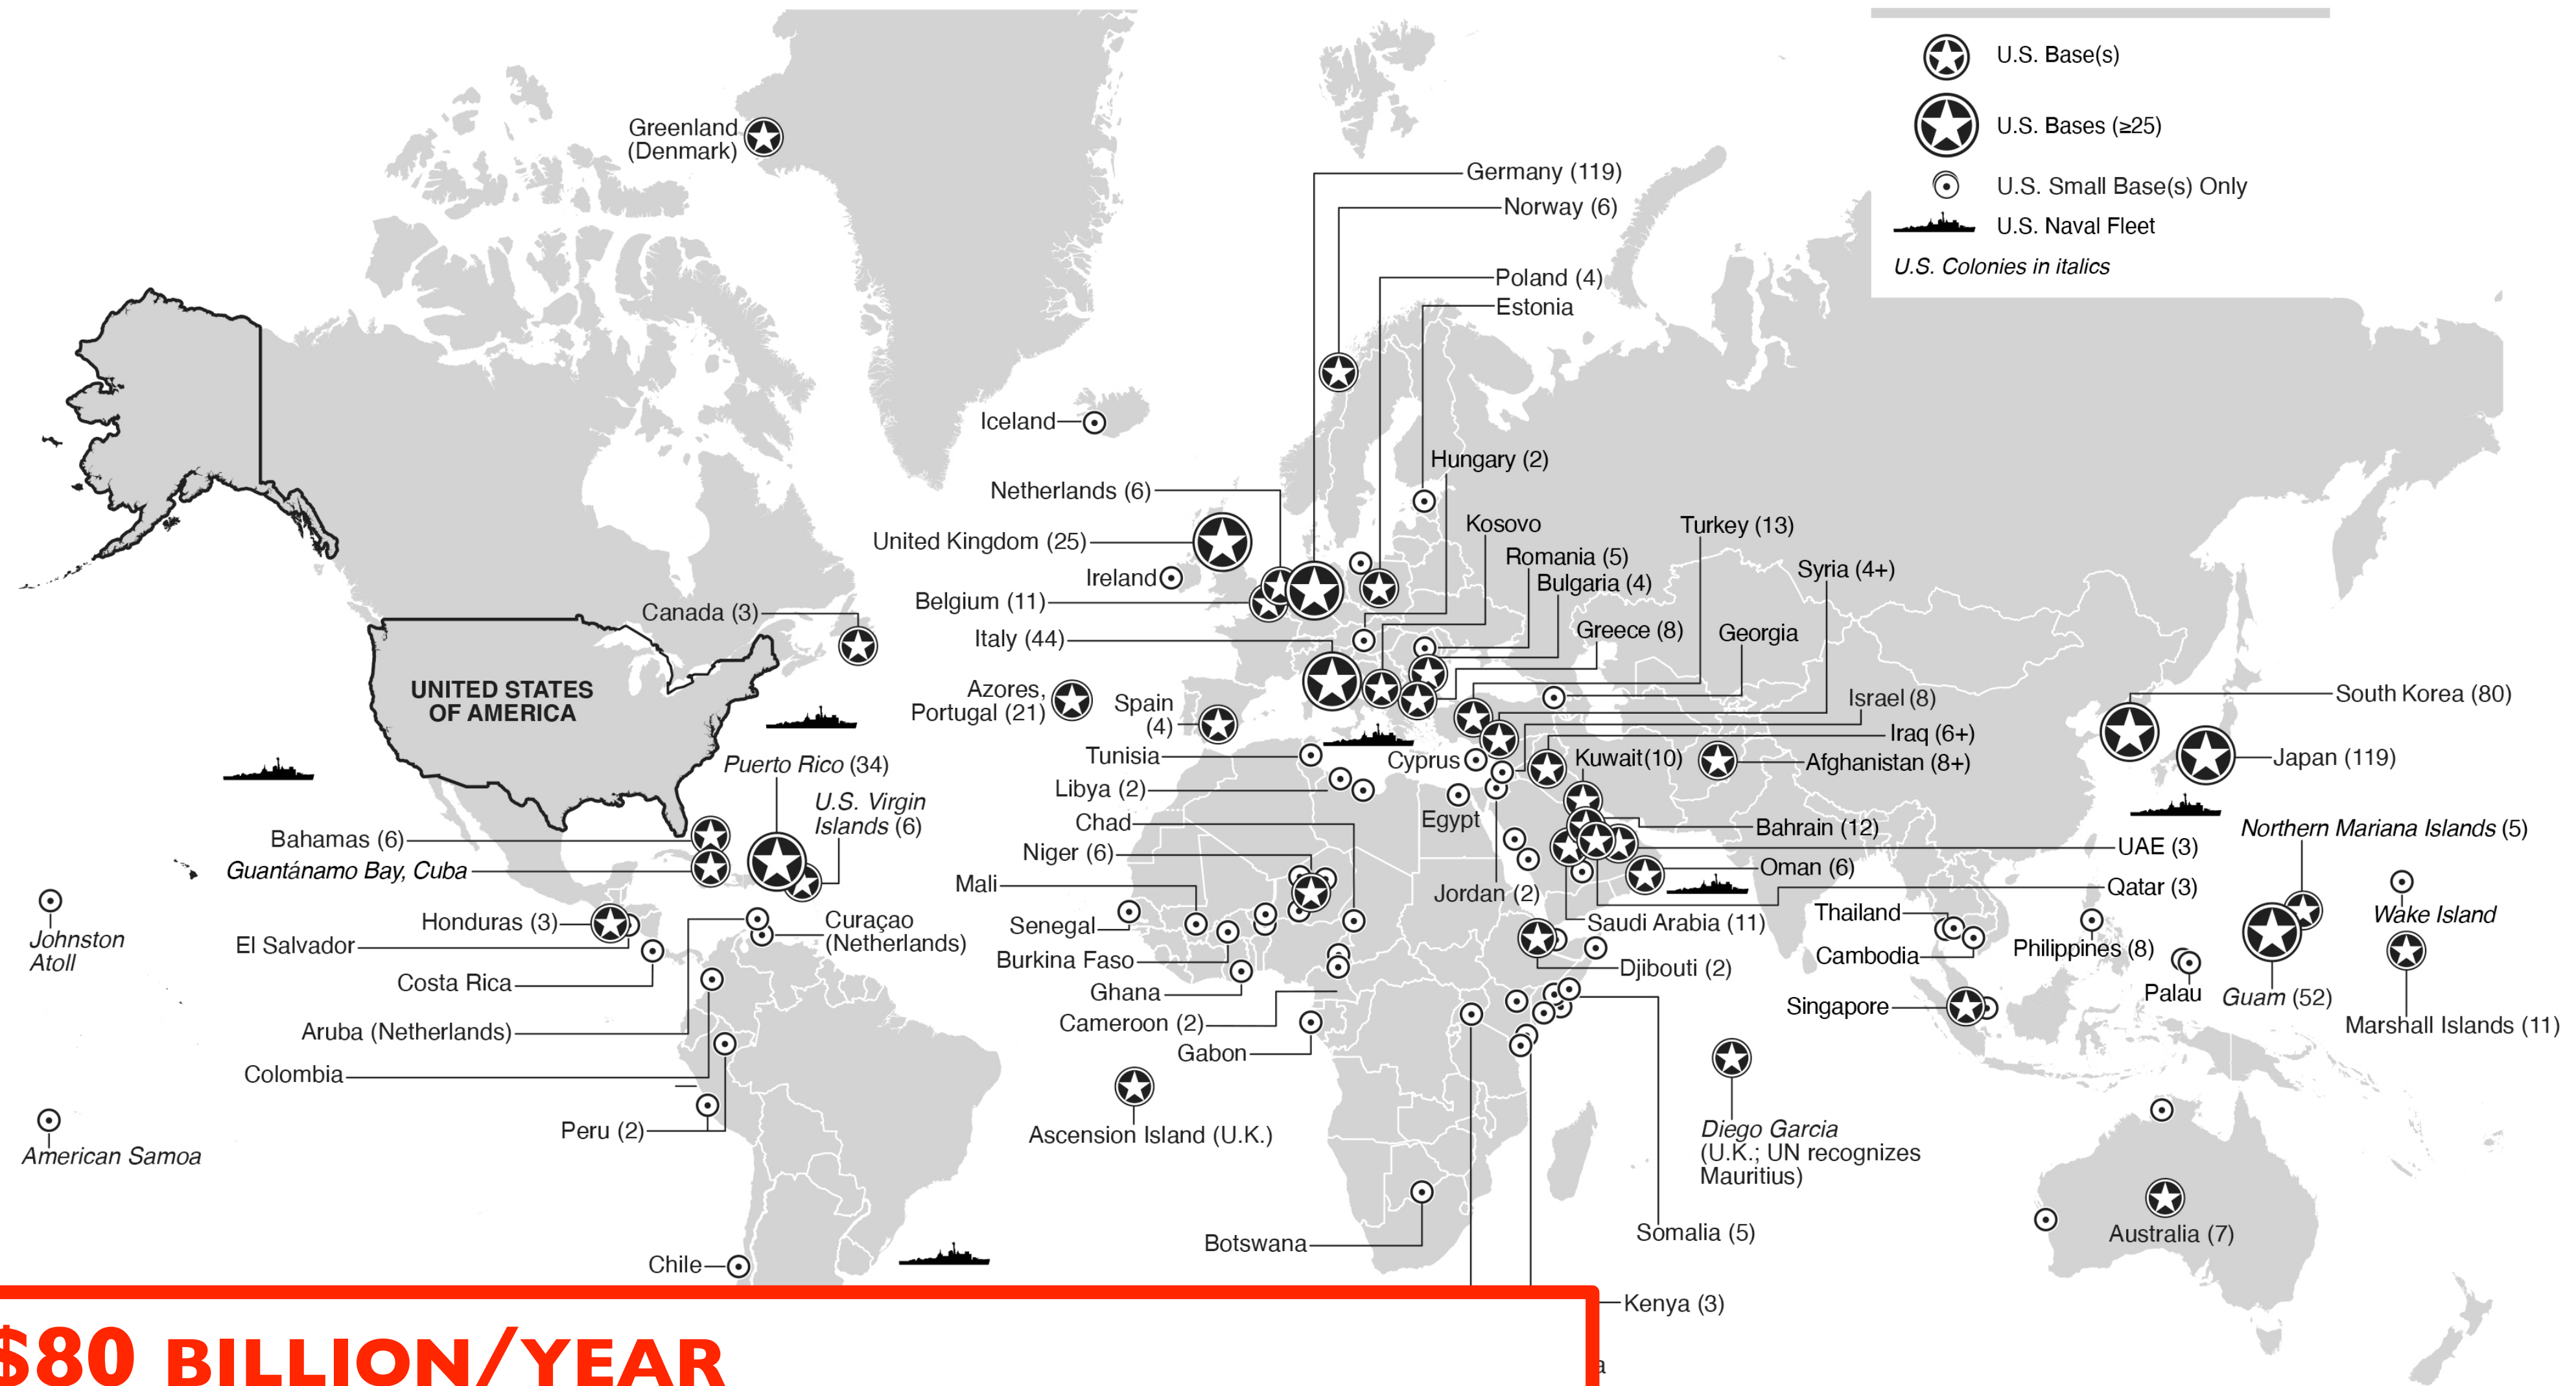 U.S. Base(s)
U.S. Bases (≥25)
U.S. Small Base(s) Only
U.S. Naval Fleet
U.S. Colonies in italics
Greenland
(Denmark)
Germany (119)
Norway (6)
Poland (4)
Estonia
Iceland
Hungary (2)
Netherlands (6)
Kosovo
Turkey (13)
United Kingdom (25)
Romania (5)
Syria (4+)
Ireland
Bulgaria (4)
Belgium (11)
Canada (3)
Greece (8)
Georgia
Italy (44)
UNITED STATES
OF AMERICA
Azores,
Portugal (21)
Spain
(4)
Israel (8)
South Korea (80)
Iraq (6+)
Tunisia
Cyprus
Kuwait(10)
Afghanistan (8+)
Japan (119)
Puerto Rico (34)
Libya (2)
U.S. Virgin
Islands (6)
Chad
Egypt
Bahrain (12)
Northern Mariana Islands (5)
Bahamas (6)
Niger (6)
UAE (3)
Guantánamo Bay, Cuba
Oman (6)
Mali
Jordan (2)
Qatar (3)
Honduras (3)
Curaçao
(Netherlands)
Senegal
Saudi Arabia (11)
Thailand
Wake Island
Johnston
Atoll
El Salvador
Burkina Faso
Djibouti (2)
Cambodia
Philippines (8)
Costa Rica
Ghana
Palau
Guam (52)
Singapore
Aruba (Netherlands)
Cameroon (2)
Marshall Islands (11)
Gabon
Colombia
Peru (2)
Ascension Island (U.K.)
Diego Garcia
(U.K.; UN recognizes
Mauritius)
American Samoa
Somalia (5)
Australia (7)
Botswana
Chile
Kenya (3)
$80 BILLION/YEAR